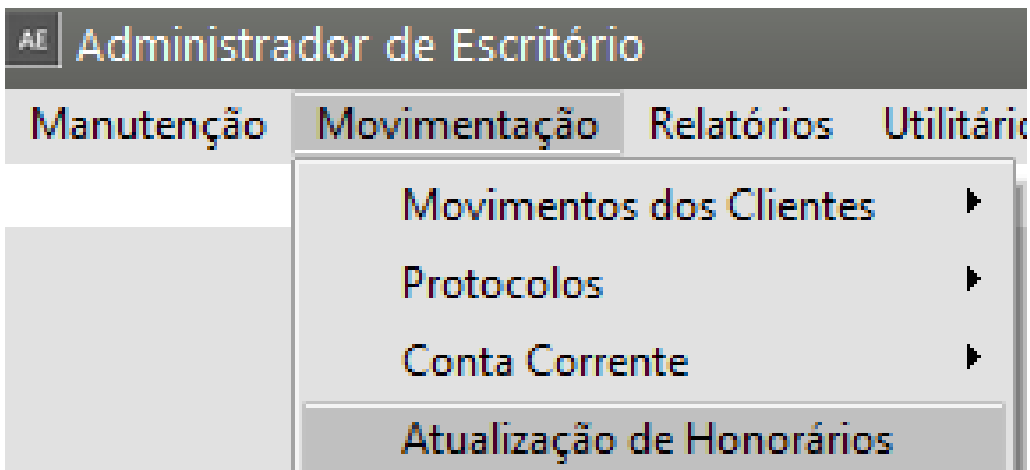 AE Administrador de Escritório
Manutenção Movimentação Relatórios
Movimentos dos Clientes
Protocolos
Conta Corrente
Atualização de Honorários